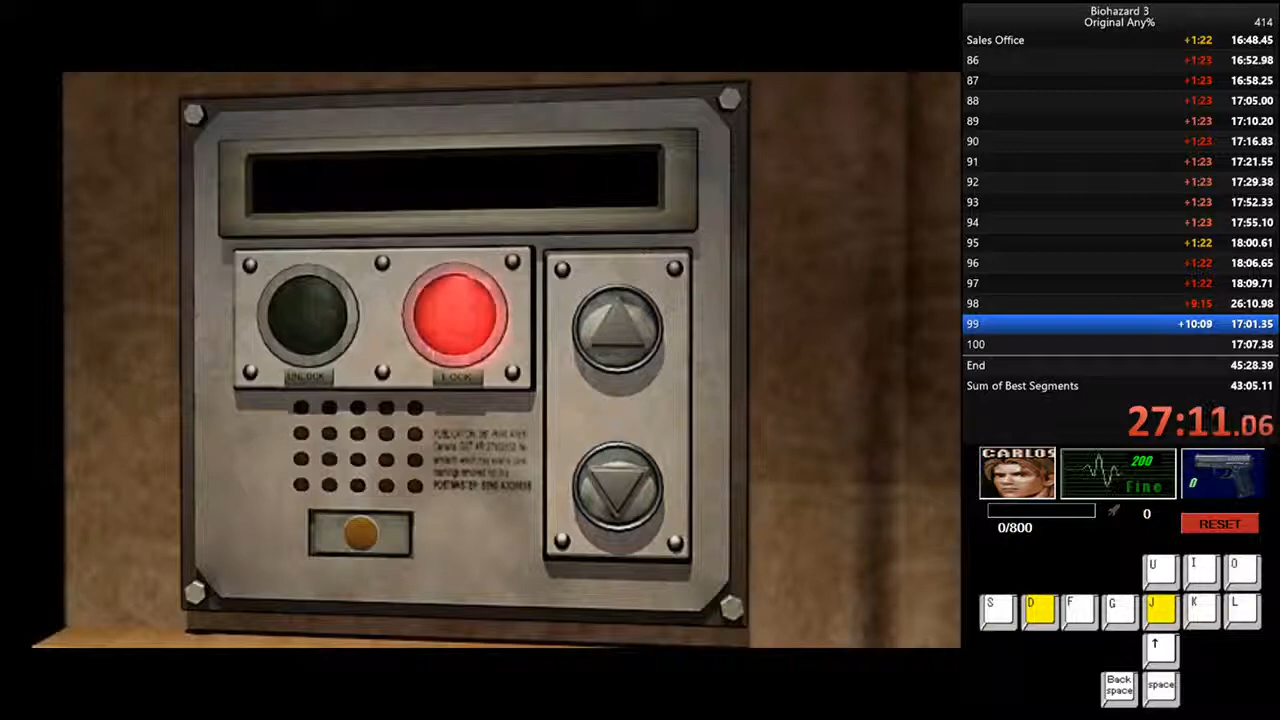 Biohazard 3
Original Any%
414
Sales Office +1:22 16:48.45
86 +1:23 16:52.98
87 +1:23 16:58.25
88 +1:23 17:05.00
89 +1:23 17:10.20
90 +1:23 17:16.83
91 +1:23 17:21.55
92 +1:23 17:29.38
93 +1:23 17:52.33
94 +1:23 17:55.10
95 +1:22 18:00.61
96 +1:22 18:06.65
97 +1:22 18:09.71
98 +9:15 26:10.98
99 +10:09 17:01.35
100 17:07.38
End 45:28.39
Sum of Best Segments 43:05.11
27:11.06
UNLOCK LOCK
CARLOS 200 Fine 0
0/800 0 RESET
U I O
S D F G J K L
↑
Back space space